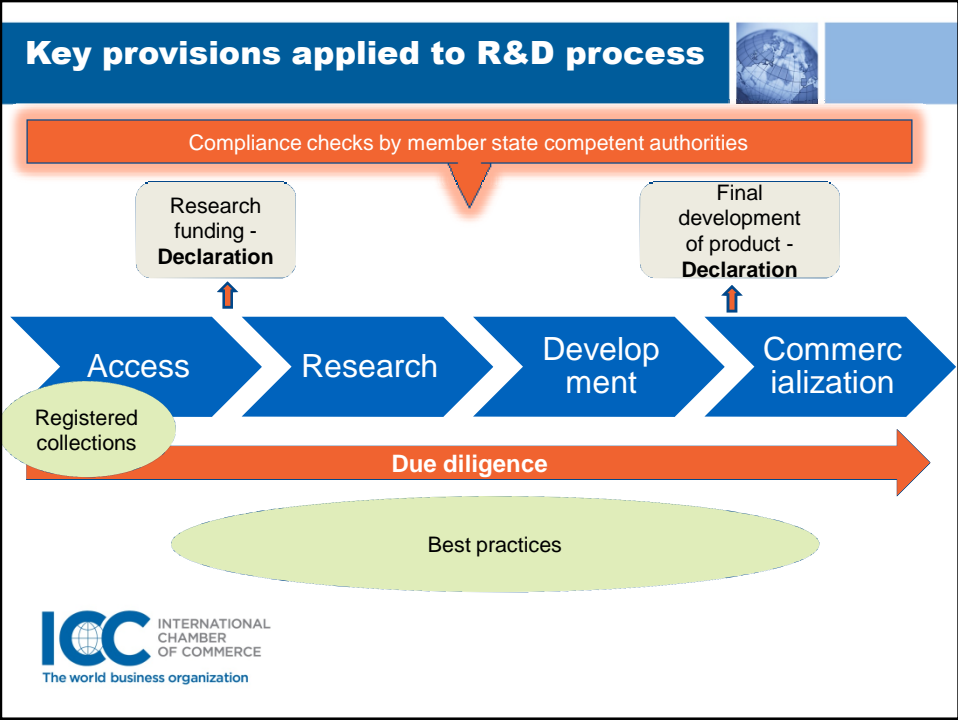 Key provisions applied to R&D process
Compliance checks by member state competent authorities
Research
funding -
Declaration
Final
development
of product -
Declaration
Access
Research
Develop
ment
Commerc
ialization
Registered
collections
Due diligence
Best practices
ICC
INTERNATIONAL
CHAMBER
OF COMMERCE
The world business organization